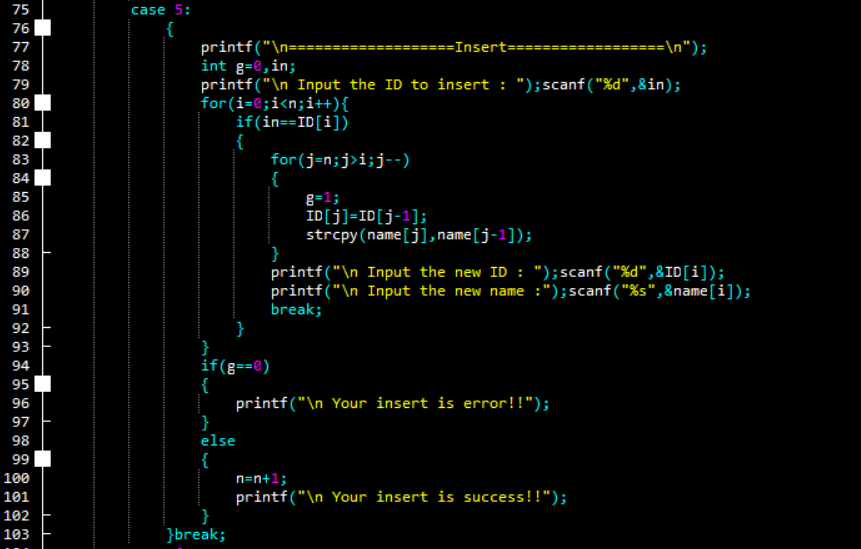 75 case 5:
76 {
77 printf("\n===================Insert==================\n");
78 int g=0,in;
79 printf("\n Input the ID to insert : ");scanf("%d",&in);
80 for(i=0;i<n;i++){
81 if(in==ID[i])
82 {
83 for(j=n;j>i;j--)
84 {
85 g=1;
86 ID[j]=ID[j-1];
87 strcpy(name[j],name[j-1]);
88 }
89 printf("\n Input the new ID : ");scanf("%d",&ID[i]);
90 printf("\n Input the new name :");scanf("%s",&name[i]);
91 break;
92 }
93 }
94 if(g==0)
95 {
96 printf("\n Your insert is error!!");
97 }
98 else
99 {
100 n=n+1;
101 printf("\n Your insert is success!!");
102 }
103 }break;